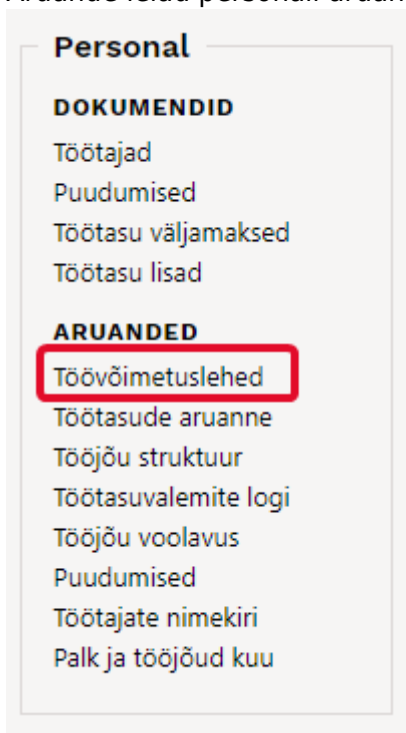 Personal
DOKUMENDID
Töötajad
Puudumised
Töötasu väljamaksed
Töötasu lisad
ARUANDED
Töövõimetuslehed
Töötasude aruanne
Tööjõu struktuur
Töötasuvalemite logi
Tööjõu voolavus
Puudumised
Töötajate nimekiri
Palk ja tööjõud kuu